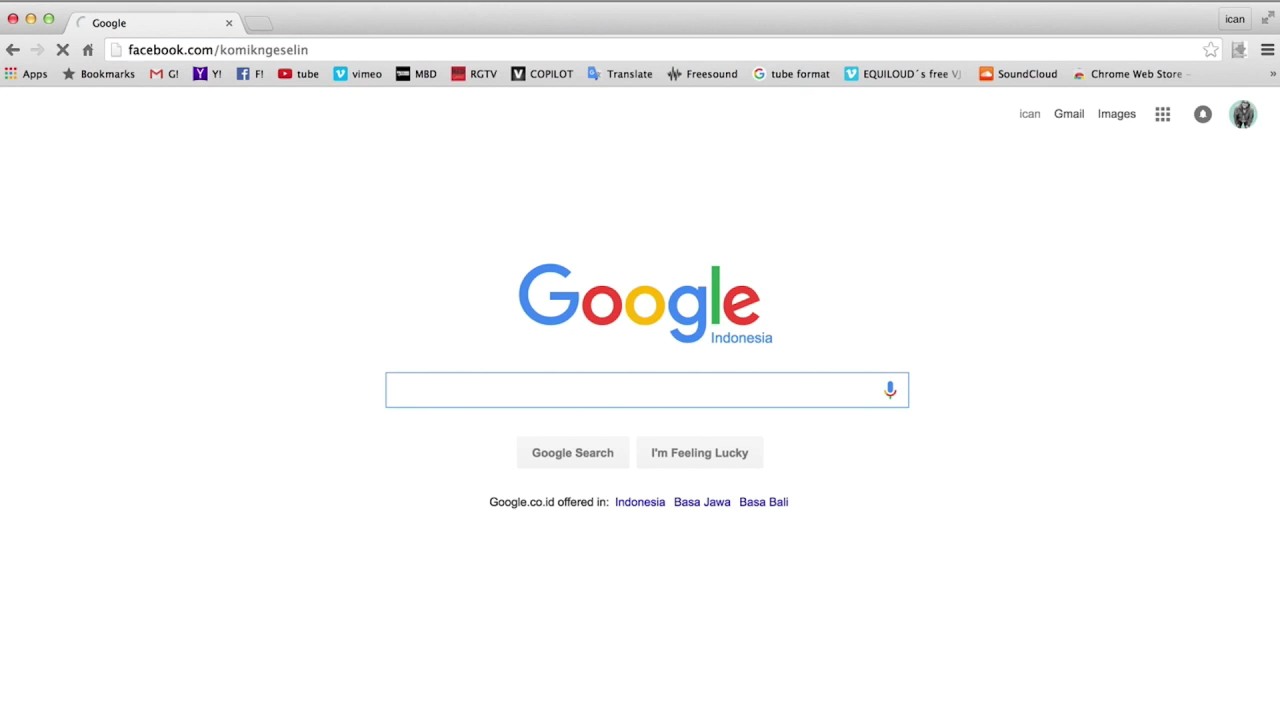 Google
ican
facebook.com/komikngeselin
Apps Bookmarks G! Y! F! tube vimeo MBD RGTV COPILOT Translate Freesound tube format EQUILOUD´s free VJ SoundCloud Chrome Web Store
ican Gmail Images
Google
Indonesia
Google Search I'm Feeling Lucky
Google.co.id offered in: Indonesia Basa Jawa Basa Bali